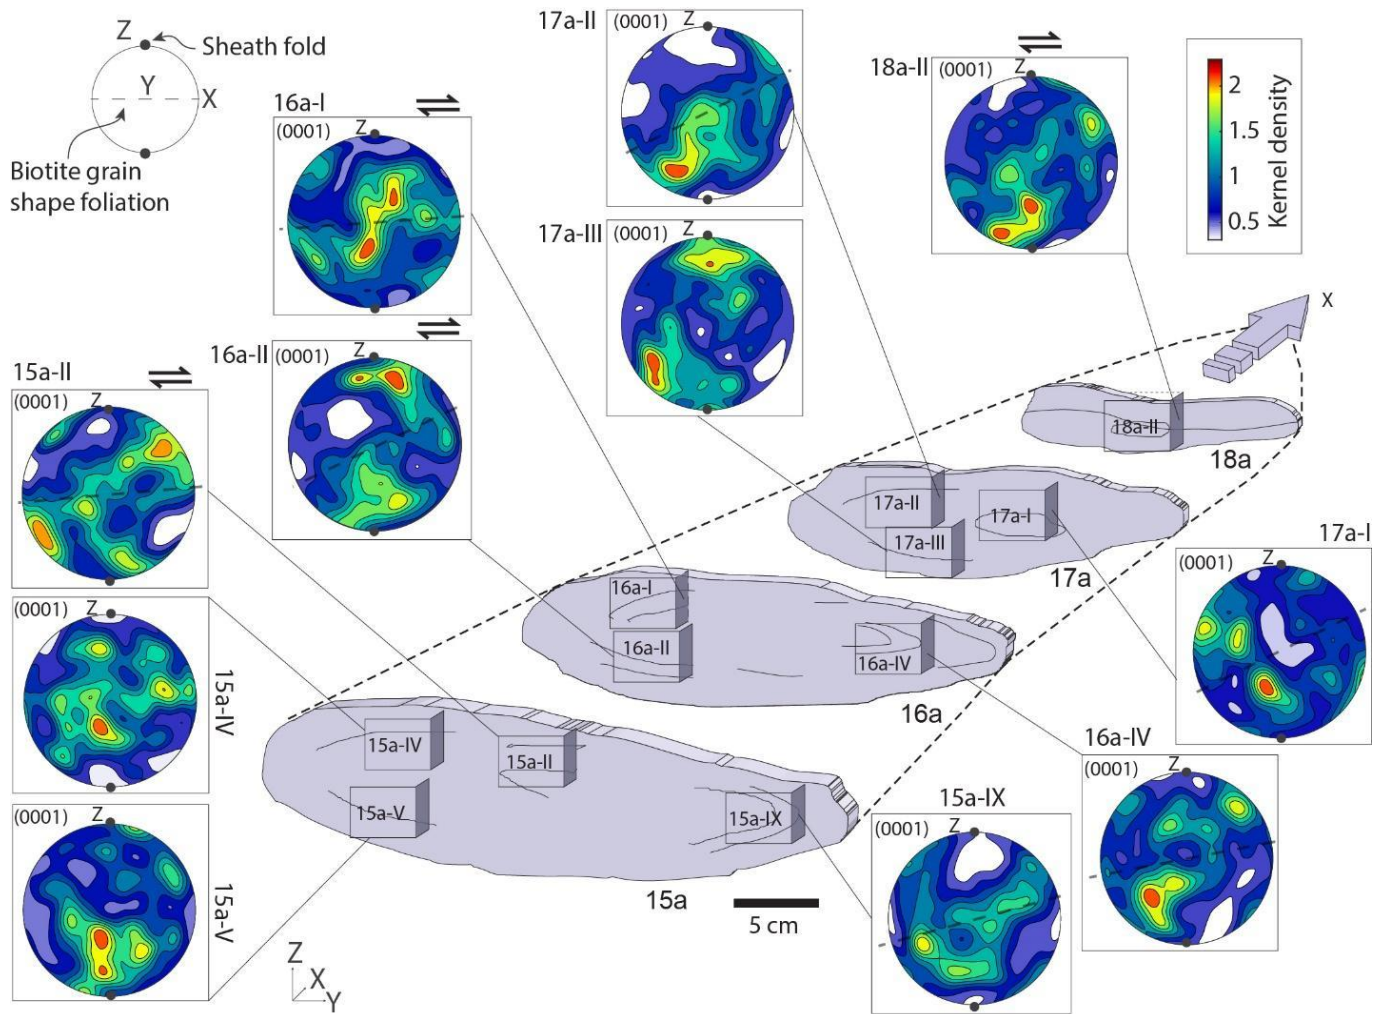 Z
Sheath fold
Y
X
Biotite grain
shape foliation
16a-I
(0001)
Z
17a-II
(0001)
Z
18a-II
(0001)
Z
2
1.5
1
0.5
Kernel density
17a-III
(0001)
Z
16a-II
(0001)
Z
15a-II
(0001)
Z
X
18a-II
18a
17a-II
17a-I
17a-III
17a
17a-I
(0001)
Z
16a-I
16a-II
16a-IV
16a
15a-IV
(0001)
Z
15a-IV
15a-II
15a-V
15a-IX
15a
5 cm
16a-IV
(0001)
Z
15a-IX
(0001)
Z
15a-V
(0001)
Z
Z
X
Y